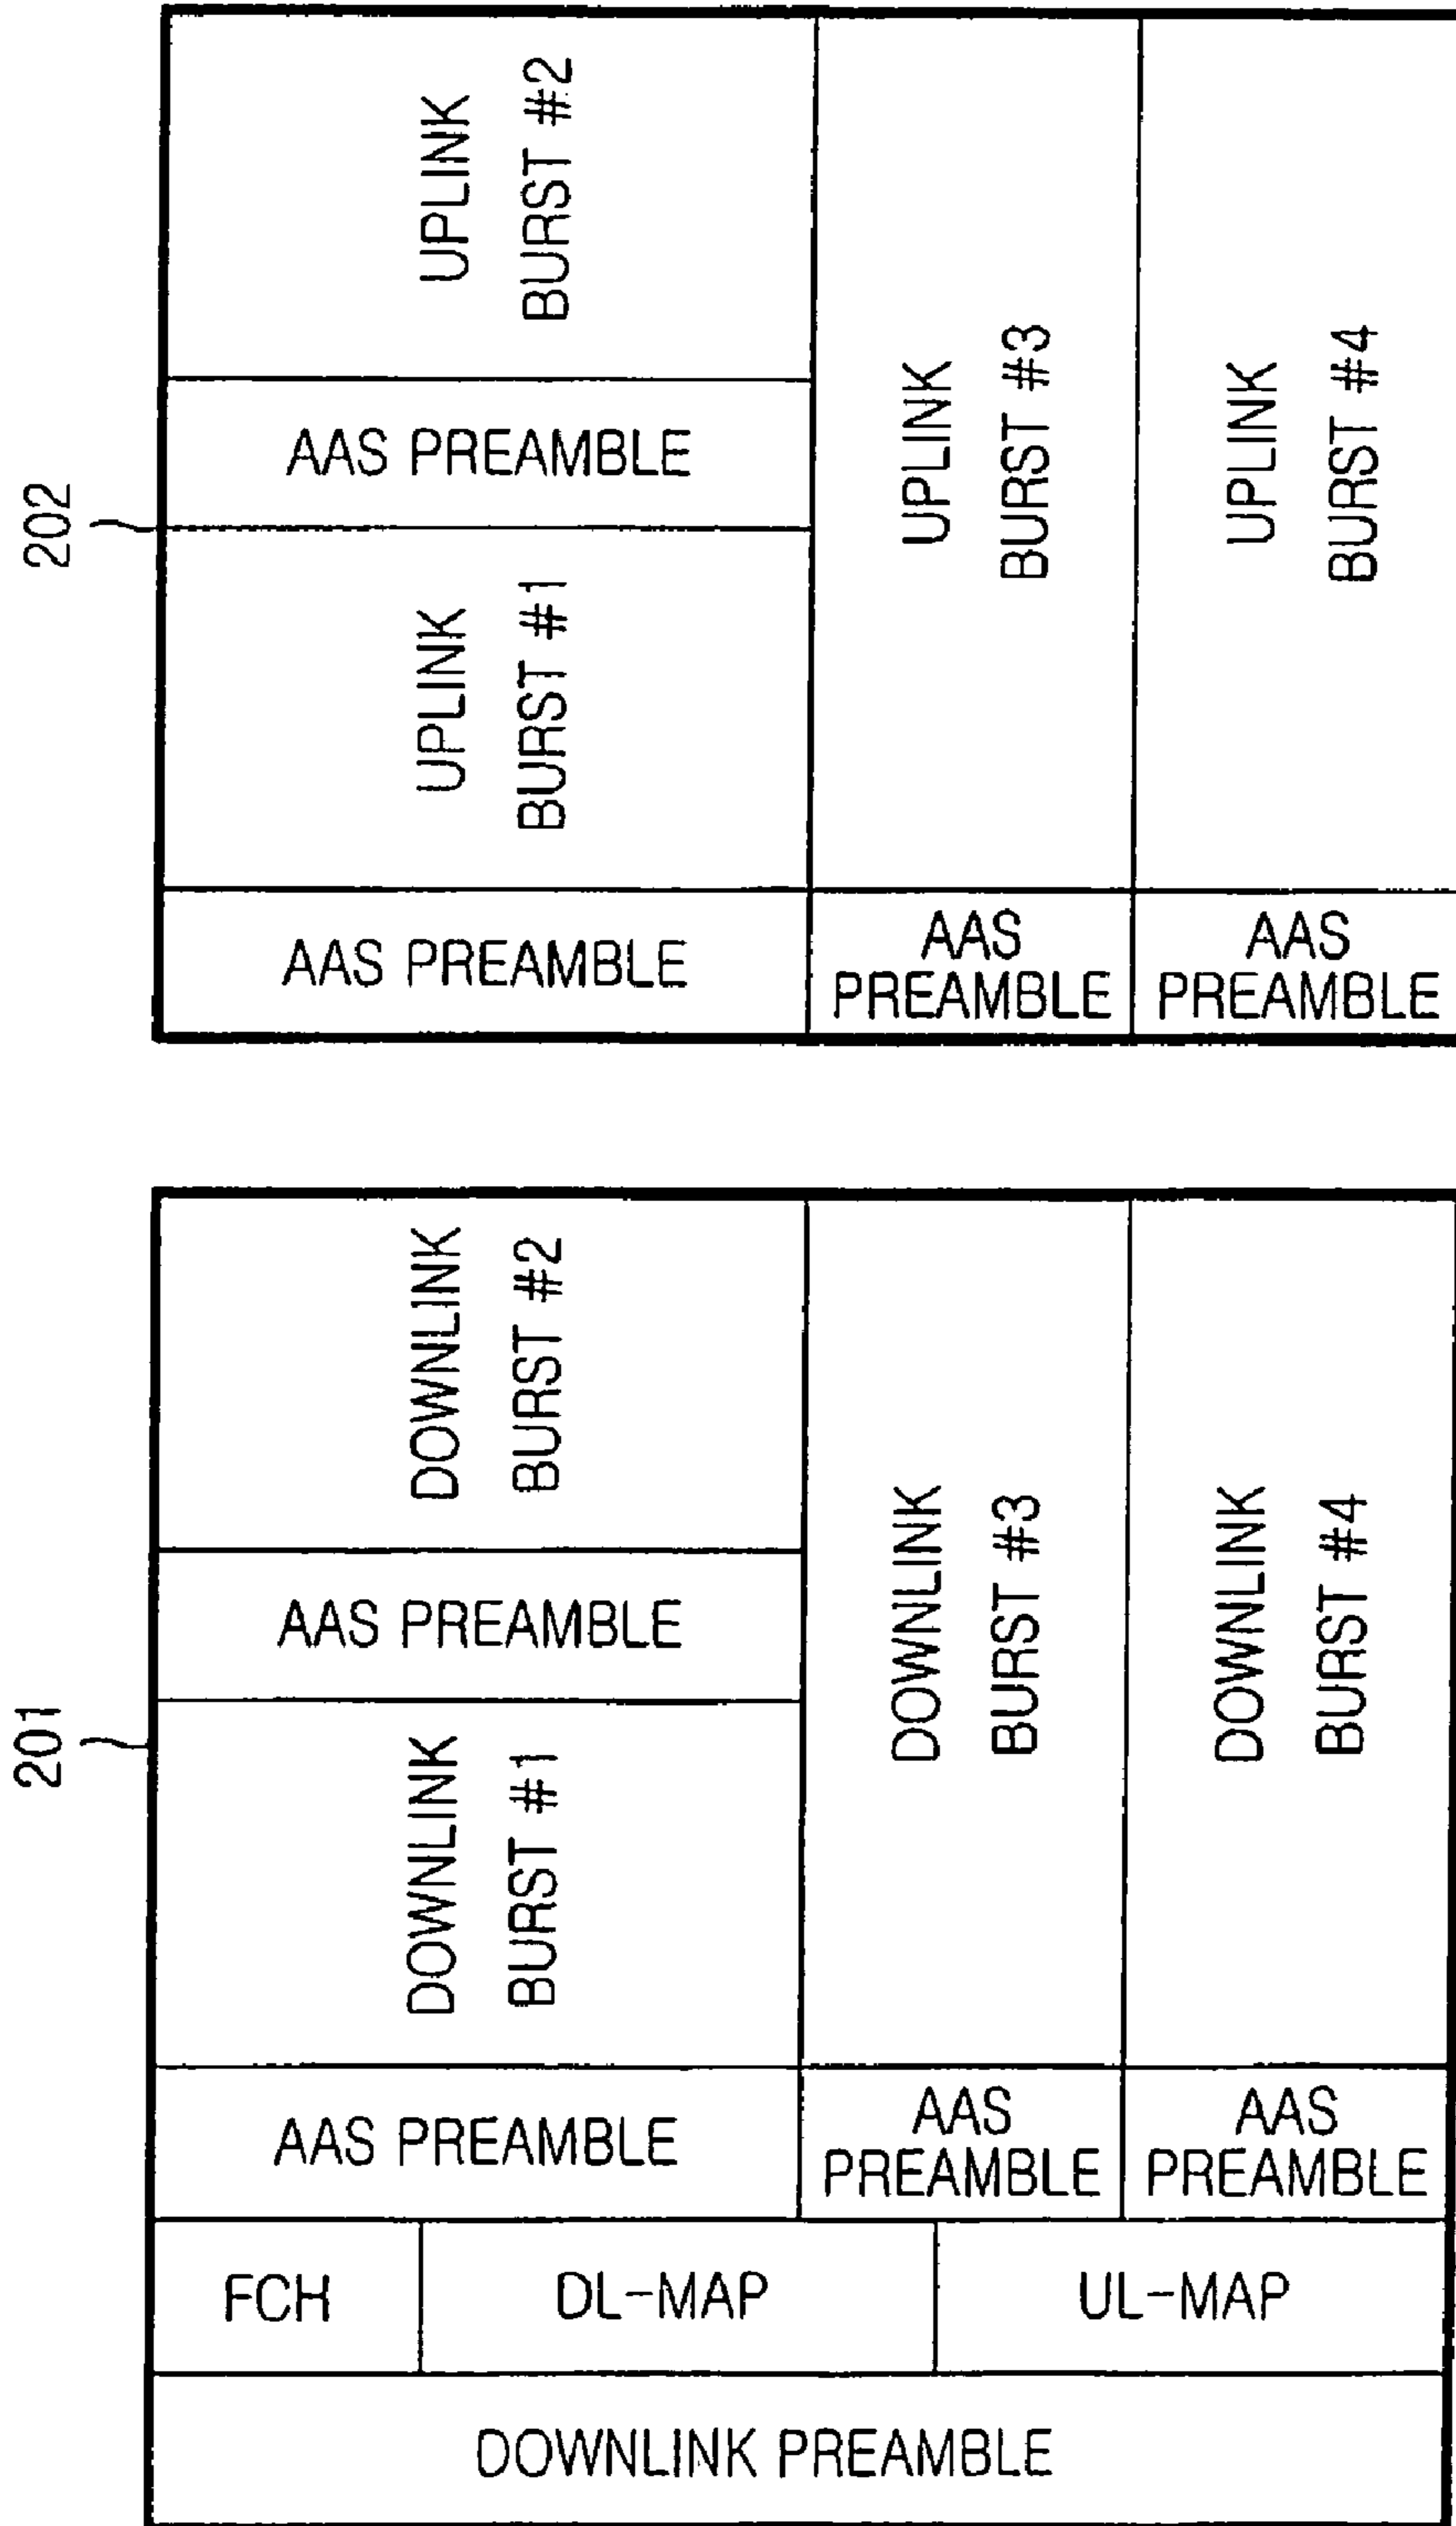 202
AAS PREAMBLE
UPLINK
BURST #1
AAS PREAMBLE
UPLINK
BURST #2
AAS
PREAMBLE
UPLINK
BURST #3
AAS
PREAMBLE
UPLINK
BURST #4
201
DOWNLINK PREAMBLE
FCH
DL-MAP
UL-MAP
AAS PREAMBLE
DOWNLINK
BURST #1
AAS PREAMBLE
DOWNLINK
BURST #2
AAS
PREAMBLE
DOWNLINK
BURST #3
AAS
PREAMBLE
DOWNLINK
BURST #4